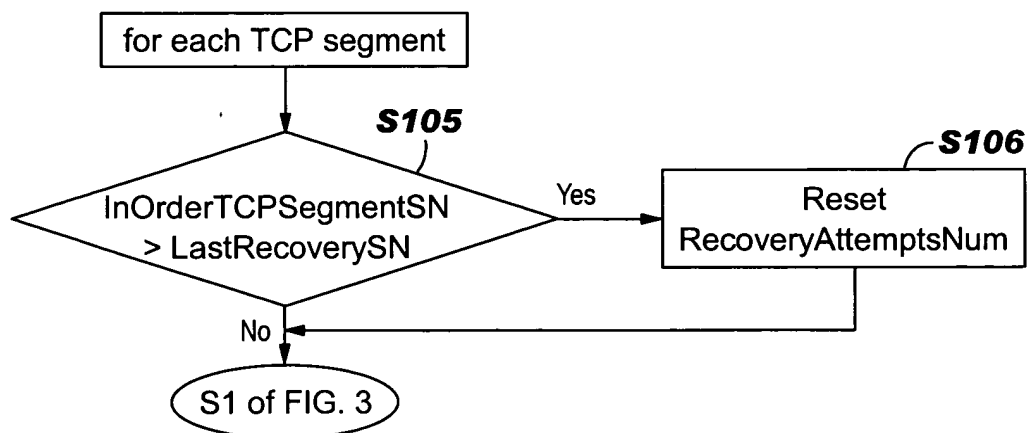 for each TCP segment
S105
InOrderTCPSegmentSN
> LastRecoverySN
Yes
S106
Reset
RecoveryAttemptsNum
No
S1 of FIG. 3